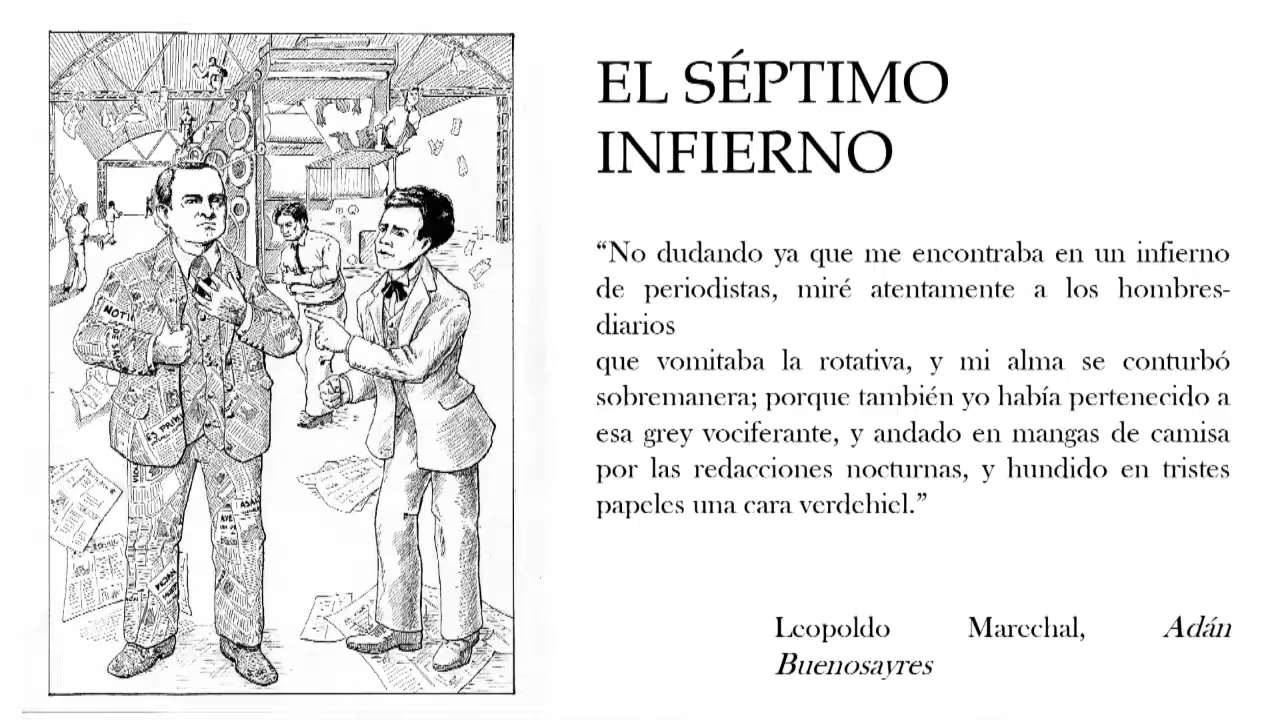 EL SÉPTIMO
INFIERNO
“No dudando ya que me encontraba en un infierno
de periodistas, miré atentamente a los hombres-
diarios
que vomitaba la rotativa, y mi alma se conturbó
sobremanera; porque también yo había pertenecido a
esa grey vociferante, y andado en mangas de camisa
por las redacciones nocturnas, y hundido en tristes
papeles una cara verdehiel.”
Leopoldo Marechal, Adán
Buenosayres
NOTI